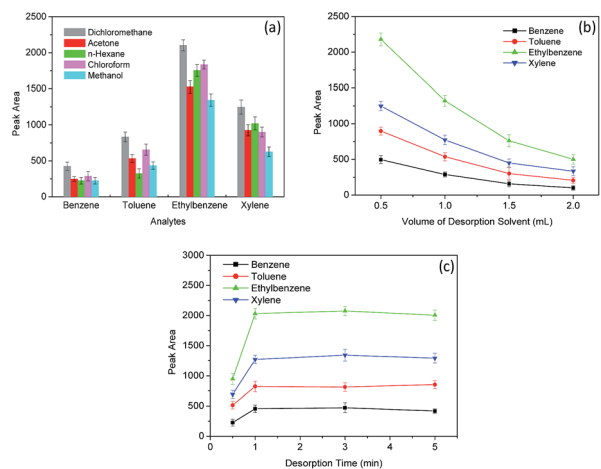 (a)
Dichloromethane
Acetone
n-Hexane
Chloroform
Methanol
2500
2000
1500
1000
500
0
Peak Area
Benzene Toluene Ethylbenzene Xylene
Analytes
(b)
Benzene
Toluene
Ethylbenzene
Xylene
2500
2000
1500
1000
500
0
Peak Area
0.5 1.0 1.5 2.0
Volume of Desorption Solvent (mL)
(c)
Benzene
Toluene
Ethylbenzene
Xylene
3000
2500
2000
1500
1000
500
0
Peak Area
0 1 2 3 4 5
Desorption Time (min)